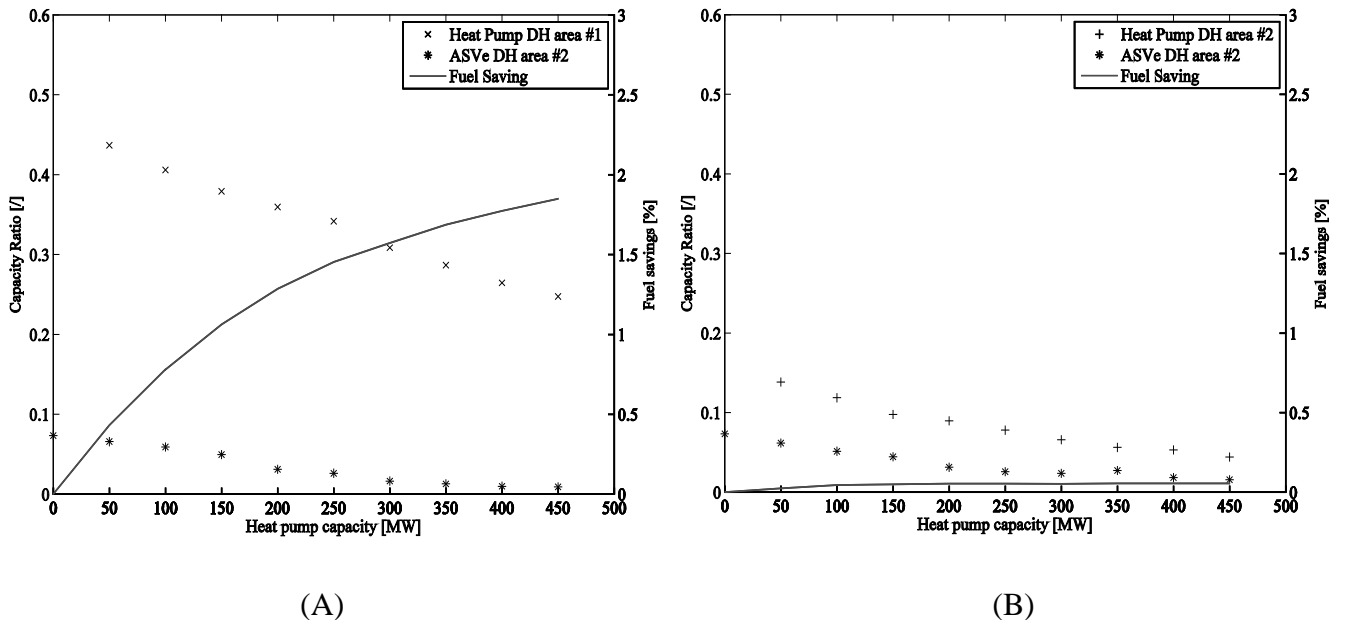 0.6
0.5
0.4
0.3
0.2
0.1
0
Capacity Ratio [/]
3
2.5
2
1.5
1
0.5
0
Fuel savings [%]
Heat Pump DH area #1
ASVe DH area #2
Fuel Saving
0 50 100 150 200 250 300 350 400 450 500
Heat pump capacity [MW]
(A)
0.6
0.5
0.4
0.3
0.2
0.1
0
Capacity Ratio [/]
3
2.5
2
1.5
1
0.5
0
Fuel savings [%]
Heat Pump DH area #2
ASVe DH area #2
Fuel Saving
0 50 100 150 200 250 300 350 400 450 500
Heat pump capacity [MW]
(B)